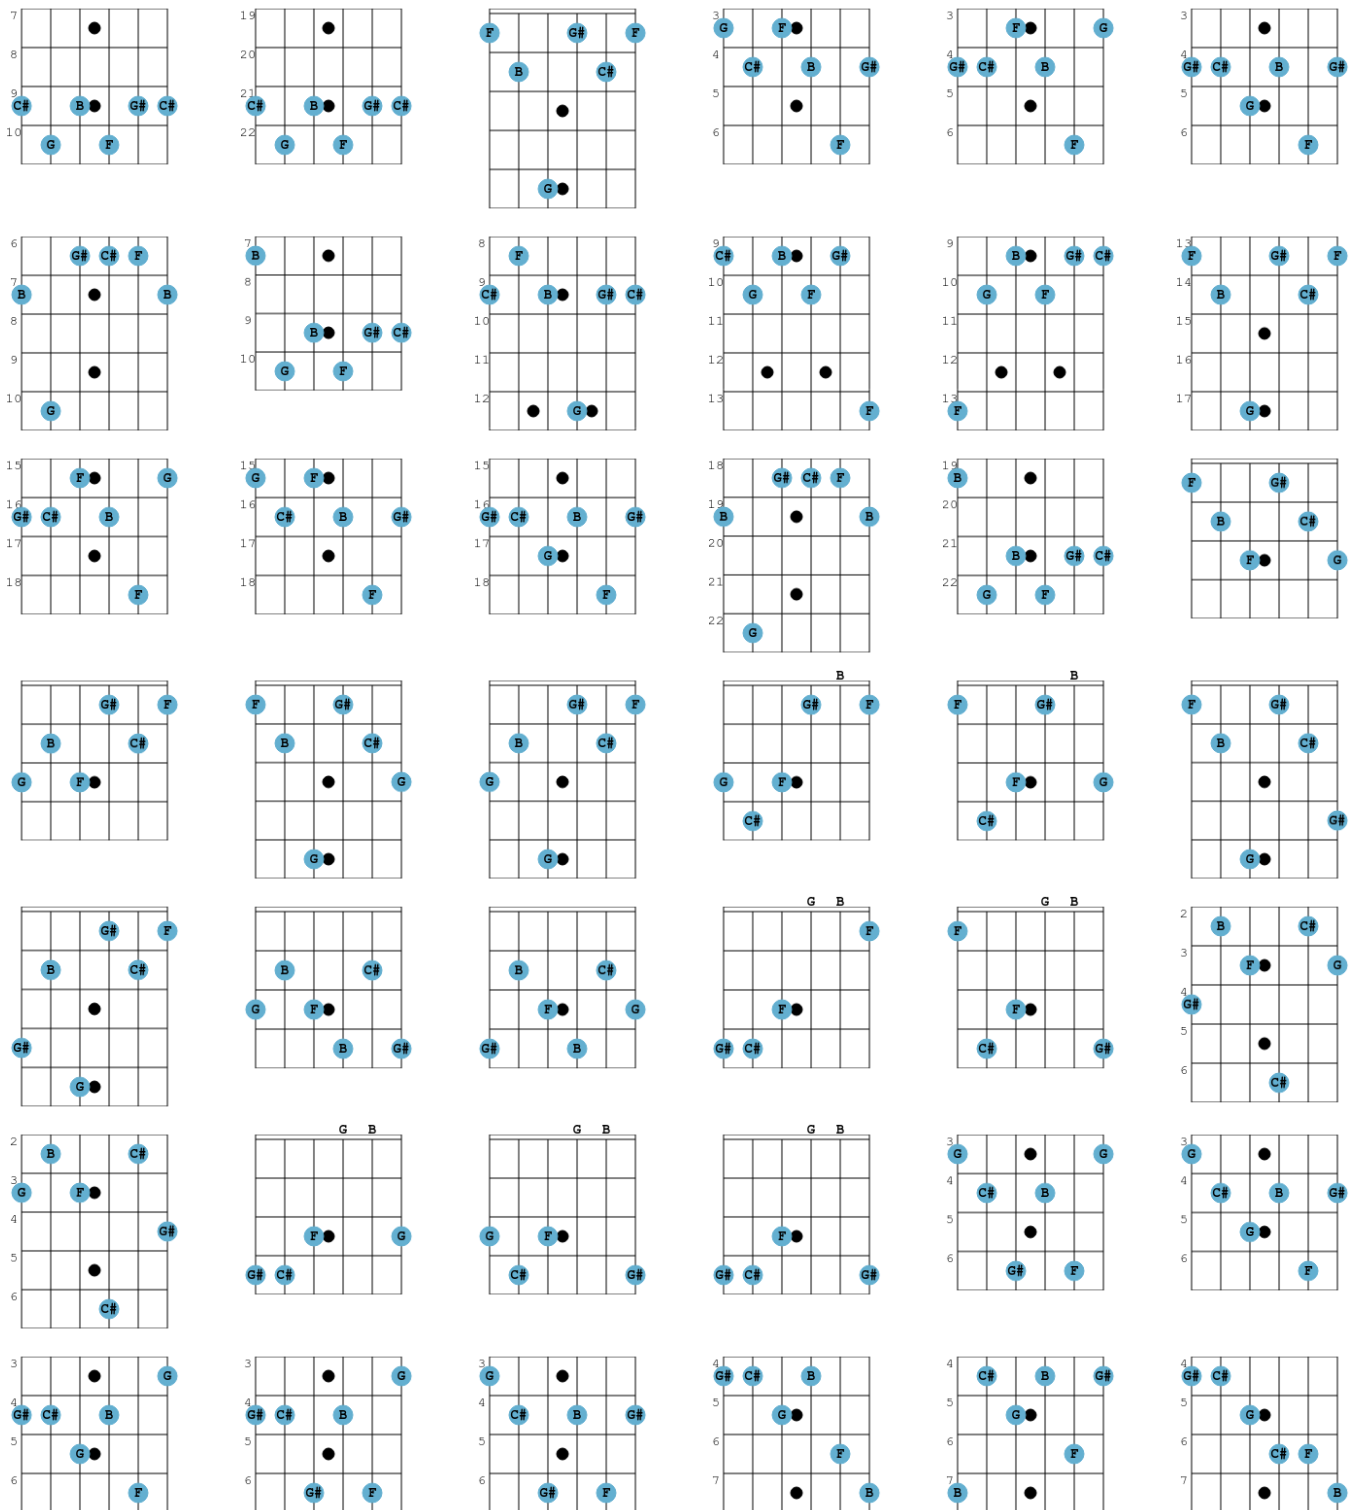 7
8
9
C# B G# C#
10
G F
19
20
21
C# B G# C#
22
G F
F G# F
B C#
G
3
G F
4
C# B G#
5
6
F
3
F G
4
G# C# B
5
6
F
3
4
G# C# B G#
5
G
6
F
6
G# C# F
7
B B
8
9
10
G
7
B
8
9
B G# C#
10
G F
8
F
9
C# B G# C#
10
11
12
G
9
C# B G#
10
G F
11
12
13
F
9
B G# C#
10
G F
11
12
13
F
13
F G# F
14
B C#
15
16
17
G
15
F G
16
G# C# B
17
18
F
15
G F
16
C# B G#
17
18
F
15
16
G# C# B G#
17
G
18
F
18
G# C# F
19
B B
20
21
22
G
19
B
20
21
B G# C#
22
G F
F G#
B C#
F G
G# F
B C#
G F
F G#
B C#
G
G
G# F
B C#
G
G
B
G# F
G F
C#
B
F G#
F G
C#
F G#
B C#
G#
G
G# F
B C#
G#
G
B C#
G F
B G#
B C#
F G
G# B
G B
F
F
G# C#
G B
F
F
C# G#
2
B C#
3
F G
4
G#
5
6
C#
2
B C#
3
G F
4
G#
5
6
C#
G B
F G
G# C#
G B
G F
C# G#
G B
F
G# C# G#
3
G G
4
C# B
5
6
G# F
3
G
4
C# B G#
5
G
6
F
3
G
4
G# C# B
5
G
6
F
3
G
4
G# C# B
5
6
G# F
3
G
4
C# B G#
5
6
G# F
4
G# C# B
5
G
6
F
7
B
4
C# B G#
5
G
6
F
7
B
4
G# C#
5
G
6
C# F
7
B